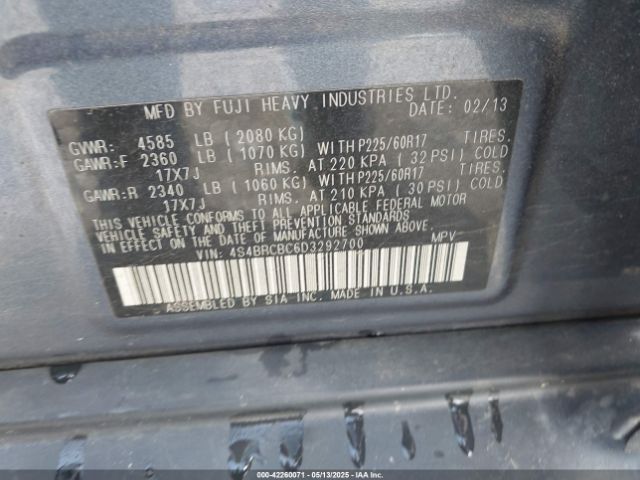 MFD BY FUJI HEAVY INDUSTRIES LTD.
DATE: 02/13
GVWR: 4585 LB (2080 KG)
GAWR:F 2360 LB (1070 KG) WITH P225/60R17 TIRES.
17X7J RIMS. AT 220 KPA (32 PSI) COLD
GAWR:R 2340 LB (1060 KG) WITH P225/60R17 TIRES.
17X7J RIMS. AT 210 KPA (30 PSI) COLD
THIS VEHICLE CONFORMS TO ALL APPLICABLE FEDERAL MOTOR
VEHICLE SAFETY AND THEFT PREVENTION STANDARDS
IN EFFECT ON THE DATE OF MANUFACTURE SHOWN ABOVE.
VIN: 4S4BRCBC6D3292700 MPV
ASSEMBLED BY SIA INC. MADE IN U.S.A.
000-42260071 - 05/13/2025 - IAAI.COM